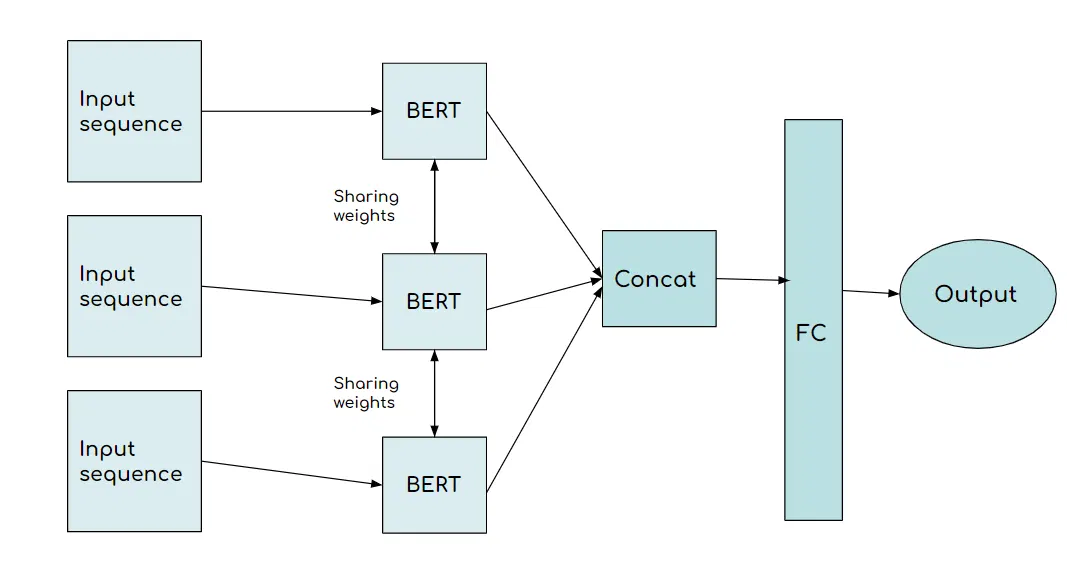 Input
sequence
BERT
Sharing
weights
Input
sequence
BERT
Concat
Output
FC
Sharing
weights
Input
sequence
BERT